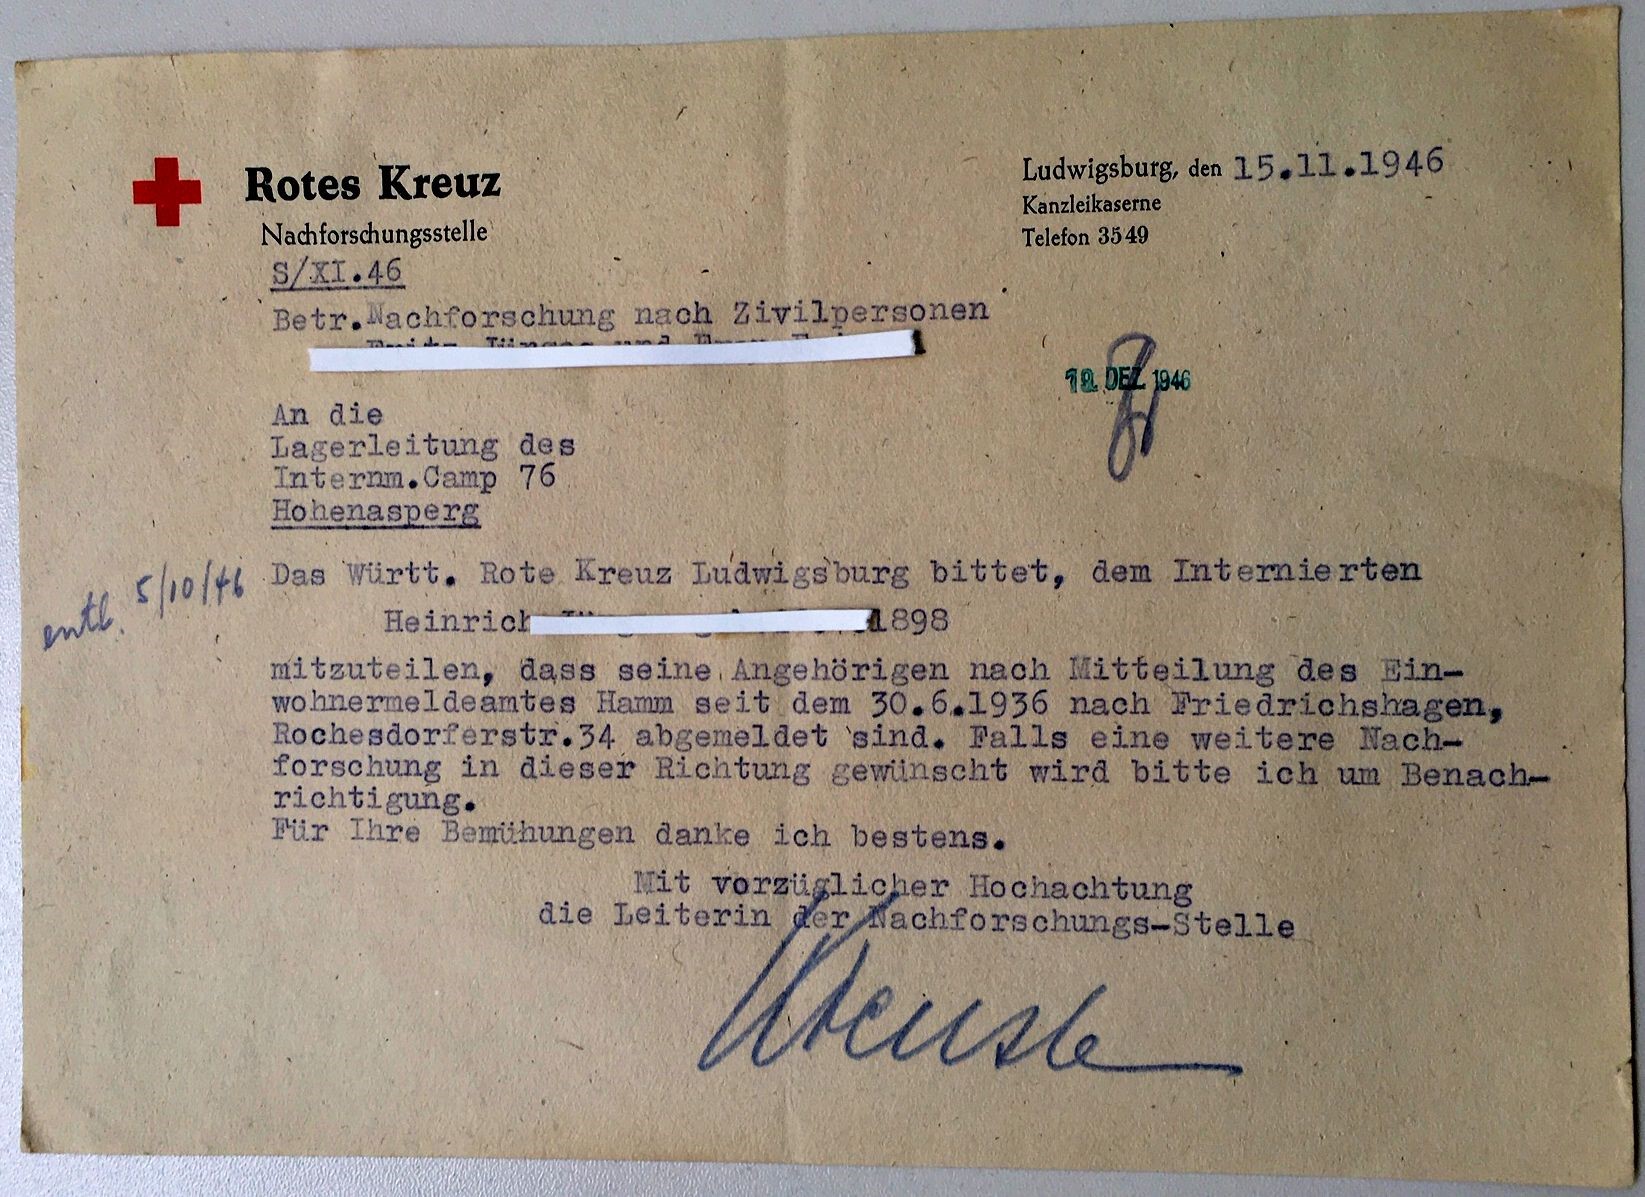 Rotes Kreuz
Nachforschungsstelle
Ludwigsburg, den 15.11.1946
Kanzleikaserne
Telefon 3549
S/XI.46
Betr.Nachforschung nach Zivilpersonen
DEZ 1946
An die
Lagerleitung des
Internm.Camp 76
Hohenasperg
entl. 5/10/46
Das Württ. Rote Kreuz Ludwigsburg bittet, dem Internierten
Heinrich 1898
mitzuteilen, dass seine Angehörigen nach Mitteilung des Ein-
wohnermeldeamtes Hamm seit dem 30.6.1936 nach Friedrichshagen,
Rochesdorferstr.34 abgemeldet sind. Falls eine weitere Nach-
forschung in dieser Richtung gewünscht wird bitte ich um Benach-
richtigung.
Für Ihre Bemühungen danke ich bestens.
Mit vorzüglicher Hochachtung
die Leiterin der Nachforschungs-Stelle